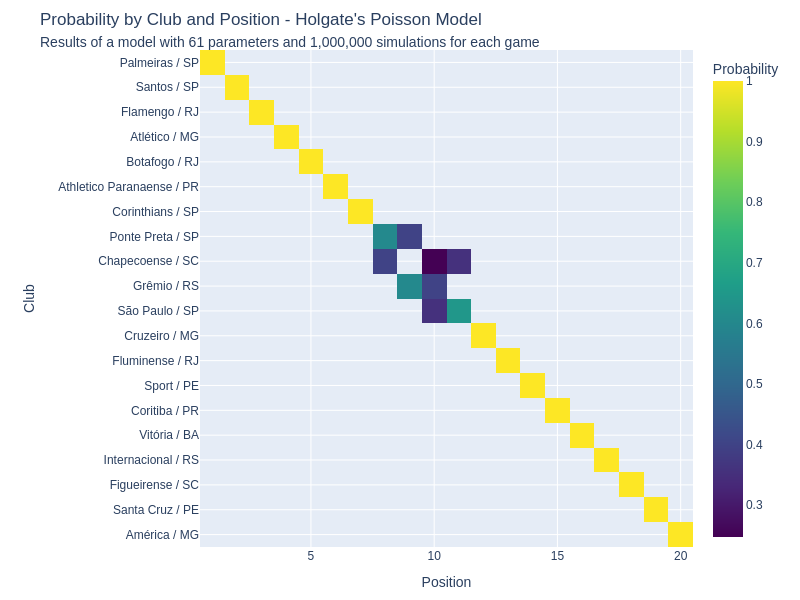 Probability by Club and Position - Holgate's Poisson Model
Results of a model with 61 parameters and 1,000,000 simulations for each game
Palmeiras / SP
Santos / SP
Flamengo / RJ
Atlético / MG
Botafogo / RJ
Athletico Paranaense / PR
Corinthians / SP
Ponte Preta / SP
Chapecoense / SC
Grêmio / RS
São Paulo / SP
Cruzeiro / MG
Fluminense / RJ
Sport / PE
Coritiba / PR
Vitória / BA
Internacional / RS
Figueirense / SC
Santa Cruz / PE
América / MG
Club
5
10
15
20
Position
Probability
1
0.9
0.8
0.7
0.6
0.5
0.4
0.3